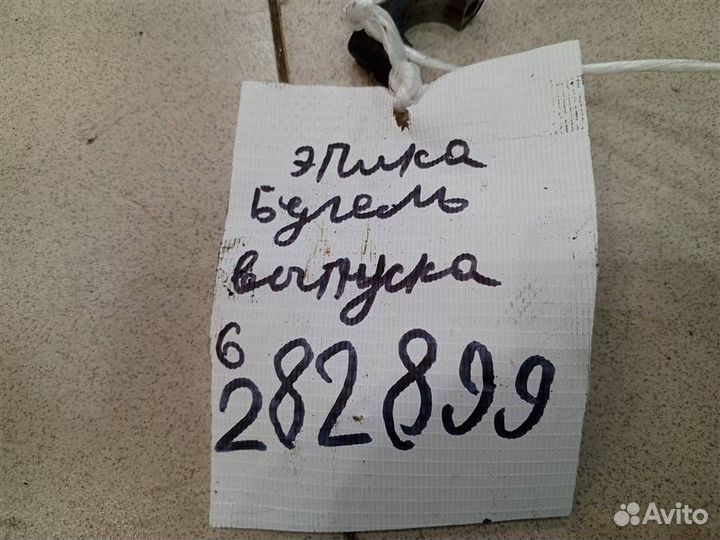 эпика
Бугель
выпуска
6
282899
Avito